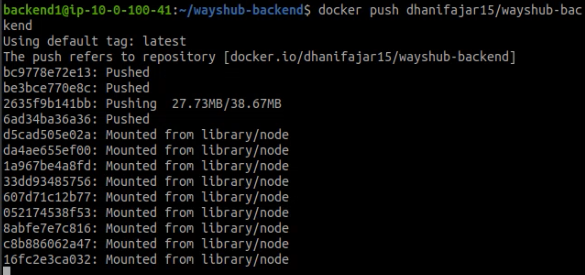 backend1@ip-10-0-100-41:~/wayshub-backend$ docker push dhanifajar15/wayshub-bac
kend
Using default tag: latest
The push refers to repository [docker.io/dhanifajar15/wayshub-backend]
bc9778e72e13: Pushed
be3bce770e8c: Pushed
2635f9b141bb: Pushing  27.73MB/38.67MB
6ad34ba36a36: Pushed
d5cad505e02a: Mounted from library/node
da4ae655ef00: Mounted from library/node
1a967be4a8fd: Mounted from library/node
33dd93485756: Mounted from library/node
607d71c12b77: Mounted from library/node
052174538f53: Mounted from library/node
8abfe7e7c816: Mounted from library/node
c8b886062a47: Mounted from library/node
16fc2e3ca032: Mounted from library/node